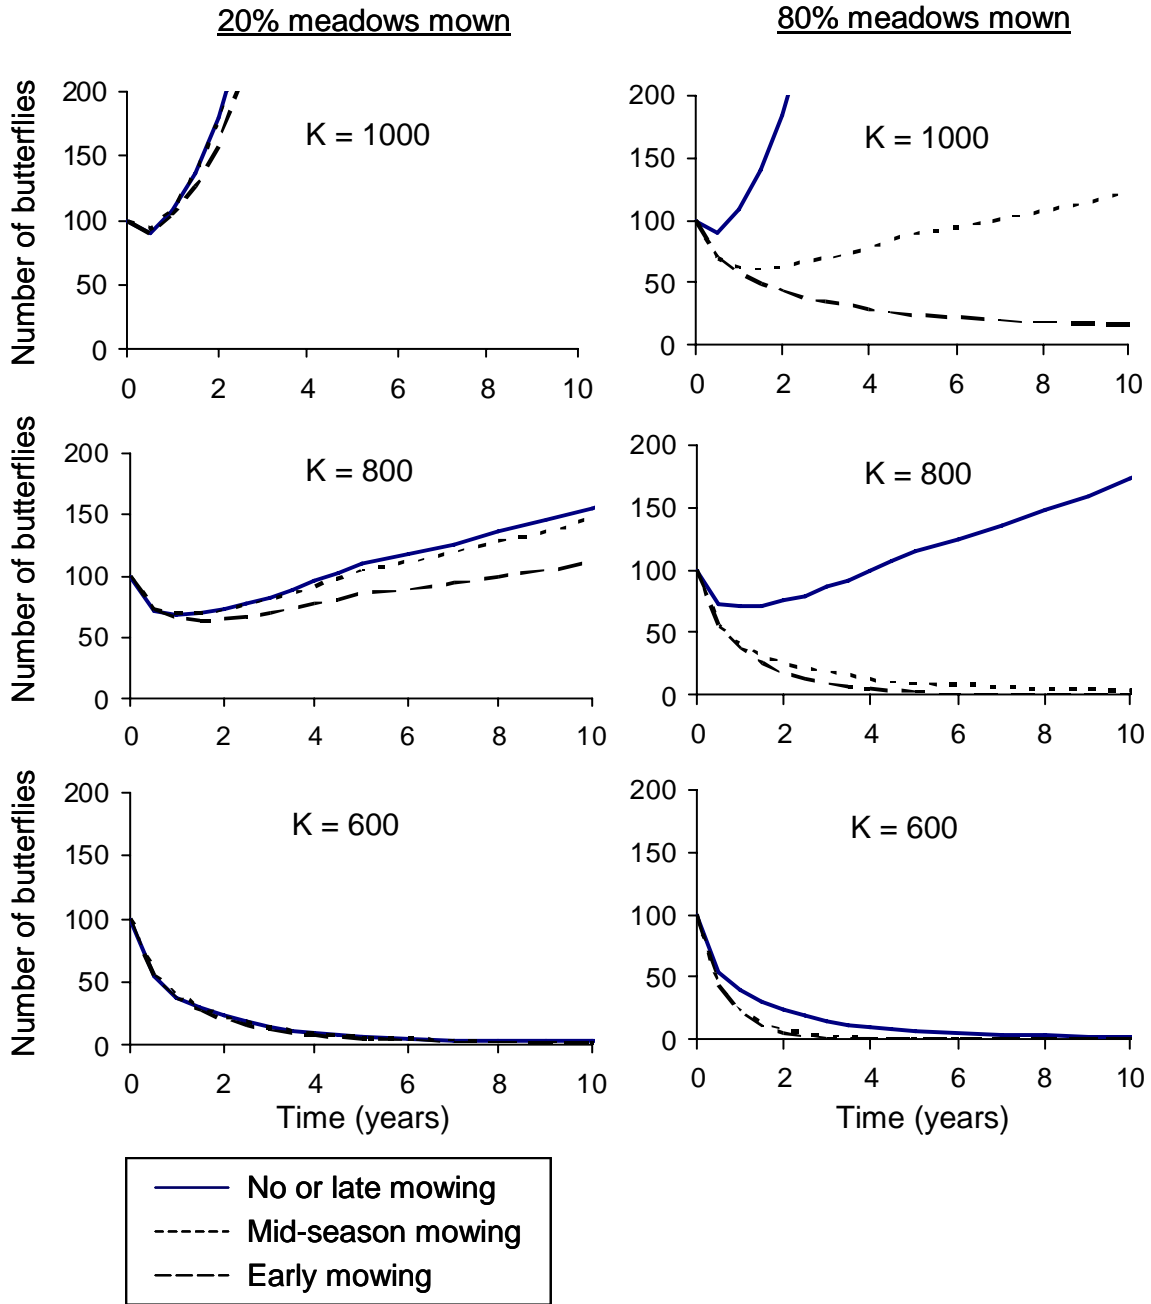 20% meadows mown
80% meadows mown
Number of butterflies
200
150
100
50
0
K = 1000
0 2 4 6 8 10
200
150
100
50
0
K = 1000
0 2 4 6 8 10
Number of butterflies
200
150
100
50
0
K = 800
0 2 4 6 8 10
200
150
100
50
0
K = 800
0 2 4 6 8 10
Number of butterflies
200
150
100
50
0
K = 600
0 2 4 6 8 10
Time (years)
200
150
100
50
0
K = 600
0 2 4 6 8 10
Time (years)
No or late mowing
Mid-season mowing
Early mowing